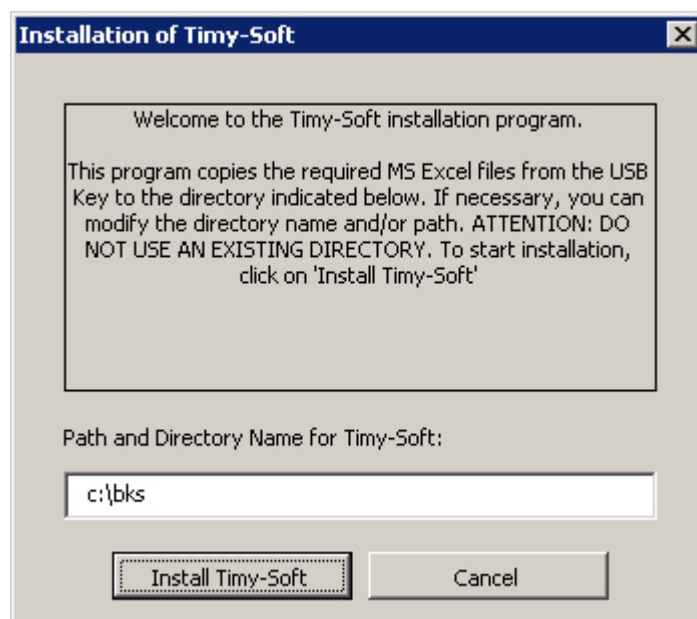 Installation of Timy-Soft
Welcome to the Timy-Soft installation program.
This program copies the required MS Excel files from the USB
Key to the directory indicated below. If necessary, you can
modify the directory name and/or path. ATTENTION: DO
NOT USE AN EXISTING DIRECTORY. To start installation,
click on 'Install Timy-Soft'
Path and Directory Name for Timy-Soft:
c:\bks
Install Timy-Soft
Cancel